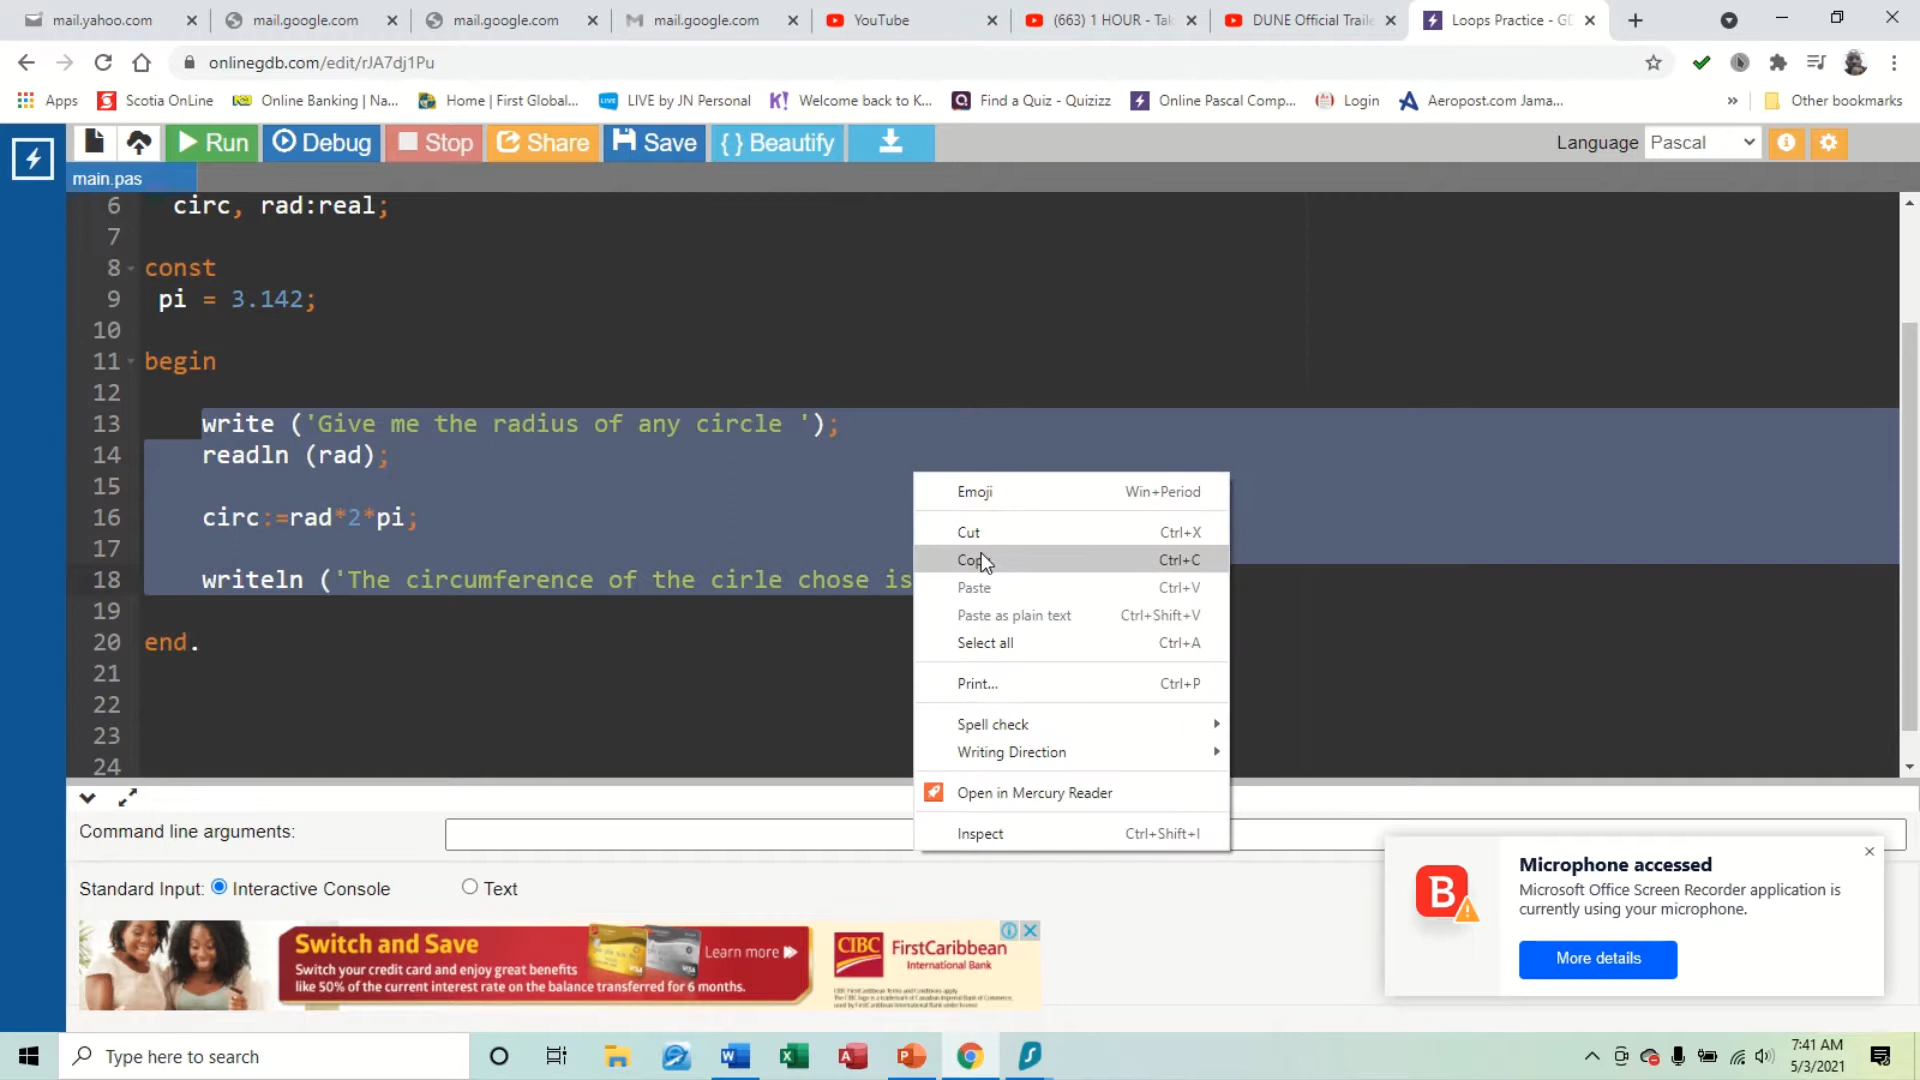 mail.yahoo.com
mail.google.com
mail.google.com
mail.google.com
YouTube
(663) 1 HOUR - Tak
DUNE Official Traile
Loops Practice - GD
onlinegdb.com/edit/rJA7dj1Pu
Apps
Scotia OnLine
Online Banking | Na...
Home | First Global...
LIVE by JN Personal
Welcome back to K...
Find a Quiz - Quizizz
Online Pascal Comp...
Login
Aeropost.com Jama...
Other bookmarks
Run
Debug
Stop
Share
Save
{ } Beautify
Language Pascal
main.pas
6 circ, rad:real;
7
8 const
9 pi = 3.142;
10
11 begin
12
13 write ('Give me the radius of any circle ');
14 readln (rad);
15
16 circ:=rad*2*pi;
17
18 writeln ('The circumference of the cirle chose is
19
20 end.
21
22
23
24
Emoji Win+Period
Cut Ctrl+X
Copy Ctrl+C
Paste Ctrl+V
Paste as plain text Ctrl+Shift+V
Select all Ctrl+A
Print... Ctrl+P
Spell check
Writing Direction
Open in Mercury Reader
Inspect Ctrl+Shift+I
Command line arguments:
Standard Input: Interactive Console Text
Switch and Save
Switch your credit card and enjoy great benefits
like 50% of the current interest rate on the balance transferred for 6 months.
Learn more
CIBC FirstCaribbean
International Bank
B
Microphone accessed
Microsoft Office Screen Recorder application is
currently using your microphone.
More details
Type here to search
7:41 AM
5/3/2021